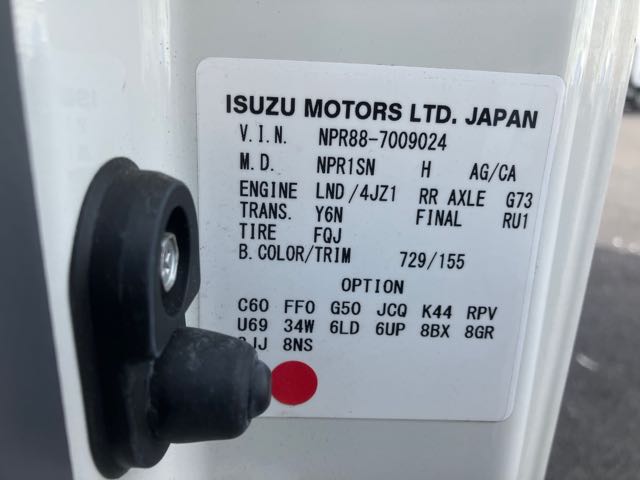 ISUZU MOTORS LTD. JAPAN
V.I.N. NPR88-7009024
M.D. NPR1SN H AG/CA
ENGINE LND/4JZ1 RR AXLE G73
TRANS. Y6N FINAL RU1
TIRE FQJ
B.COLOR/TRIM 729/155
OPTION
C60 FF0 G50 JCQ K44 RPV
U69 34W 6LD 6UP 8BX 8GR
8NS